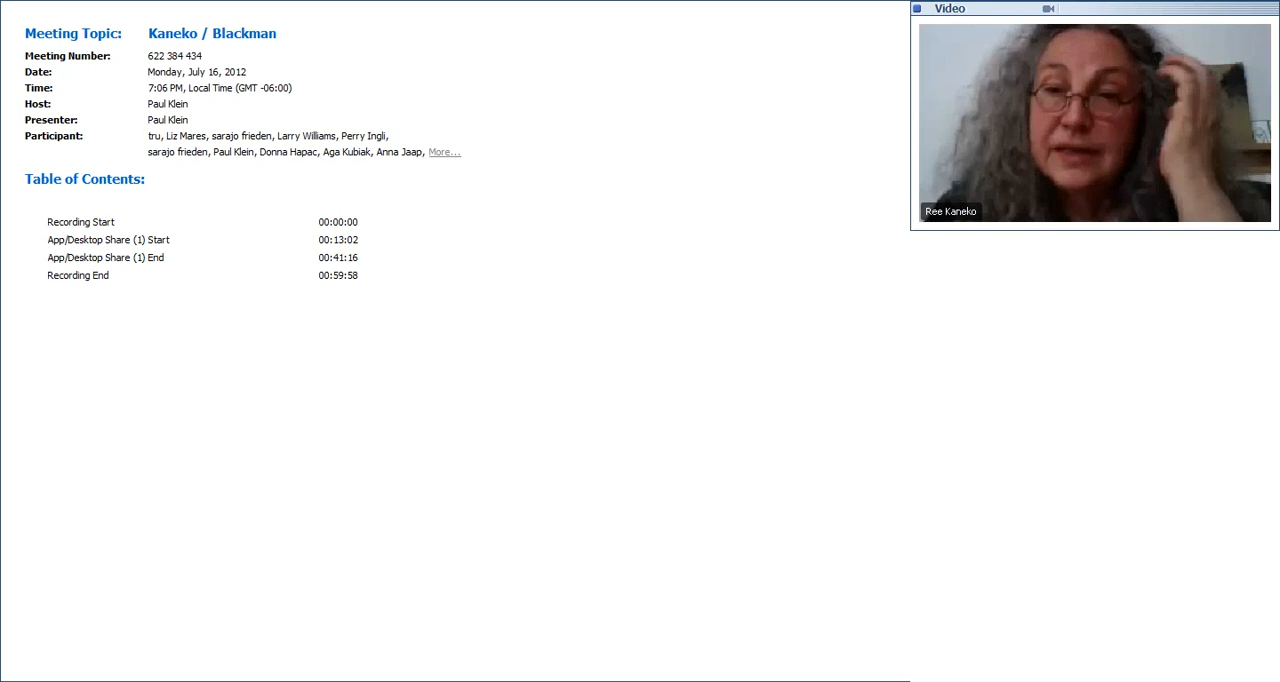 Meeting Topic: Kaneko / Blackman
Meeting Number: 622 384 434
Date: Monday, July 16, 2012
Time: 7:06 PM, Local Time (GMT -06:00)
Host: Paul Klein
Presenter: Paul Klein
Participant: tru, Liz Mares, sarajo frieden, Larry Williams, Perry Ingli,
sarajo frieden, Paul Klein, Donna Hapac, Aga Kubiak, Anna Jaap, More...
Table of Contents:
Recording Start 00:00:00
App/Desktop Share (1) Start 00:13:02
App/Desktop Share (1) End 00:41:16
Recording End 00:59:58
Video
Ree Kaneko